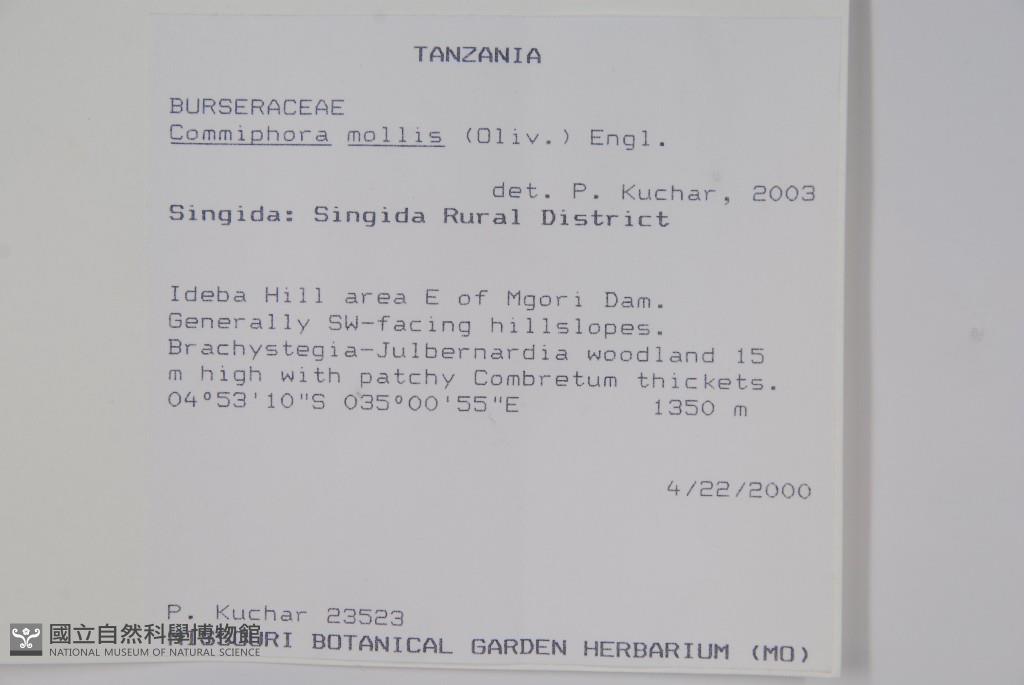 TANZANIA
BURSERACEAE
Commiphora mollis (Oliv.) Engl.
det. P. Kuchar, 2003
Singida: Singida Rural District
Ideba Hill area E of Mgori Dam.
Generally SW-facing hillslopes.
Brachystegia-Julbernardia woodland 15
m high with patchy Combretum thickets.
04°53'10"S 035°00'55"E 1350 m
4/22/2000
P. Kuchar 23523
MISSOURI BOTANICAL GARDEN HERBARIUM (MO)
國立自然科學博物館
NATIONAL MUSEUM OF NATURAL SCIENCE